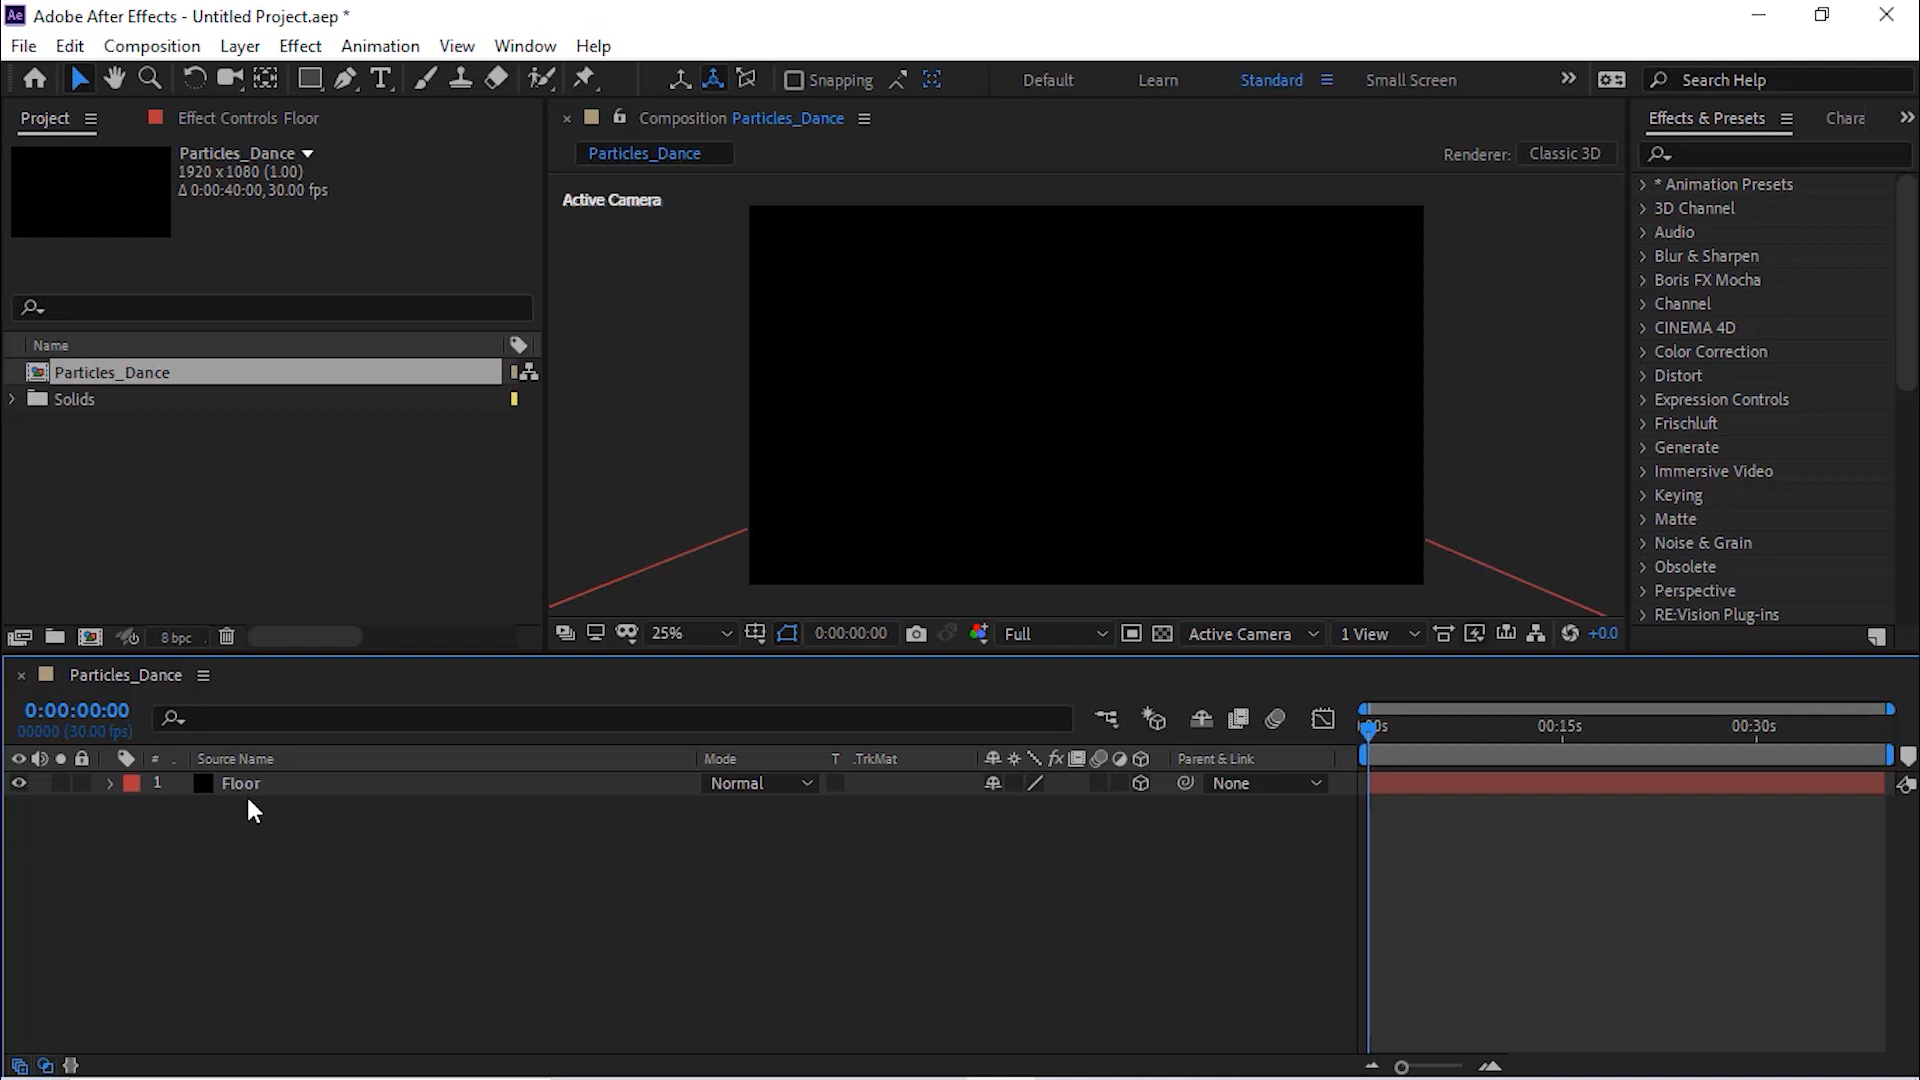 Ae Adobe After Effects - Untitled Project.aep *
File Edit Composition Layer Effect Animation View Window Help
T Snapping Default Learn Standard Small Screen Search Help
Project Effect Controls Floor
Particles_Dance
1920 x 1080 (1.00)
Δ 0:00:40:00, 30.00 fps
Name
Particles_Dance
Solids
8 bpc
Composition Particles_Dance
Particles_Dance
Renderer: Classic 3D
Active Camera
25% 0:00:00:00 Full Active Camera 1 View +0.0
Effects & Presets Chara
* Animation Presets
3D Channel
Audio
Blur & Sharpen
Boris FX Mocha
Channel
CINEMA 4D
Color Correction
Distort
Expression Controls
Frischluft
Generate
Immersive Video
Keying
Matte
Noise & Grain
Obsolete
Perspective
RE:Vision Plug-ins
Particles_Dance
0:00:00:00
00000 (30.00 fps)
00s 00:15s 00:30s
# . Source Name Mode T .TrkMat fx Parent & Link
1 Floor Normal None